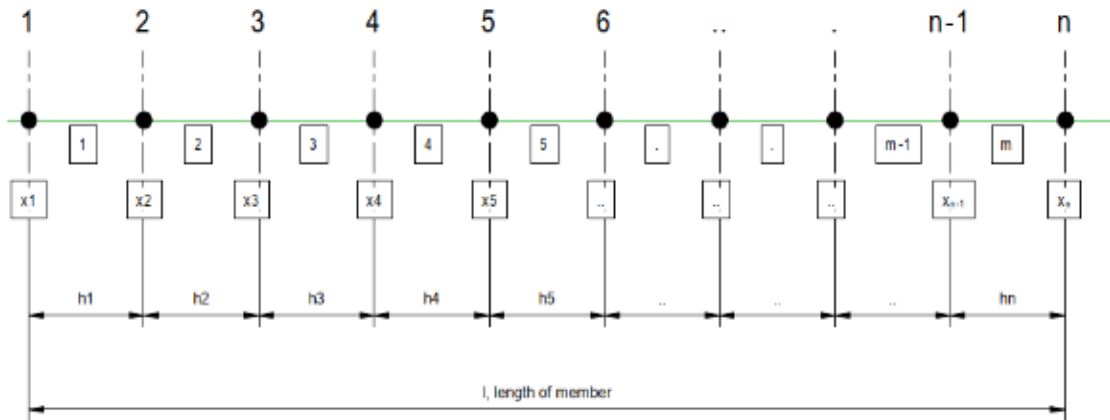 1 2 3 4 5 6 .. . n-1 n
1 2 3 4 5 . . m-1 m
x1 x2 x3 x4 x5 .. .. .. xₙ₋₁ xₙ
h1 h2 h3 h4 h5 .. .. .. hn
l, length of member